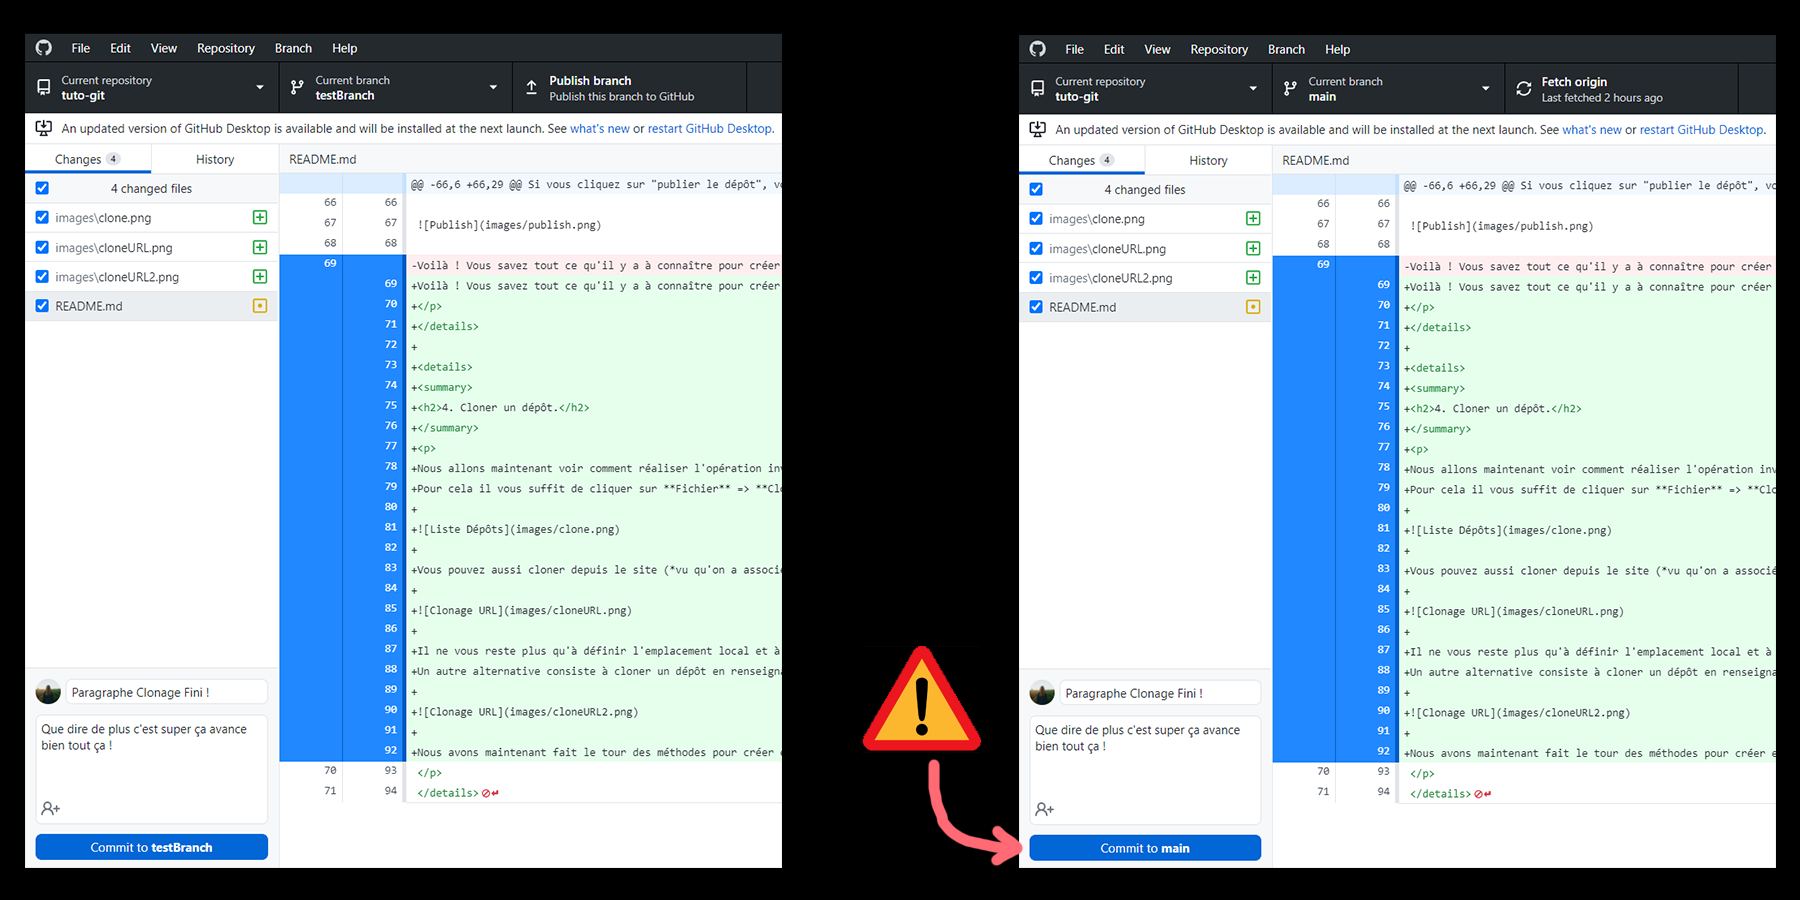 File Edit View Repository Branch Help
Current repository
tuto-git
Current branch
testBranch
Publish branch
Publish this branch to GitHub
An updated version of GitHub Desktop is available and will be installed at the next launch. See what's new or restart GitHub Desktop.
Changes 4 History
README.md
4 changed files
images\clone.png
images\cloneURL.png
images\cloneURL2.png
README.md
@@ -66,6 +66,29 @@ Si vous cliquez sur "publier le dépôt", vo
66 66
67 67 ![Publish](images/publish.png)
68 68
69 -Voilà ! Vous savez tout ce qu'il y a à connaître pour créer
69 +Voilà ! Vous savez tout ce qu'il y a à connaître pour créer
70 +</p>
71 +</details>
72 +
73 +<details>
74 +<summary>
75 +<h2>4. Cloner un dépôt.</h2>
76 +</summary>
77 +<p>
78 +Nous allons maintenant voir comment réaliser l'opération inv
79 +Pour cela il vous suffit de cliquer sur **Fichier** => **Clo
80 +
81 +![Liste Dépôts](images/clone.png)
82 +
83 +Vous pouvez aussi cloner depuis le site (*vu qu'on a associé
84 +
85 +![Clonage URL](images/cloneURL.png)
86 +
87 +Il ne vous reste plus qu'à définir l'emplacement local et à
88 +Un autre alternative consiste à cloner un dépôt en renseigna
89 +
90 +![Clonage URL](images/cloneURL2.png)
91 +
92 +Nous avons maintenant fait le tour des méthodes pour créer e
70 93 </p>
71 94 </details>
Paragraphe Clonage Fini !
Que dire de plus c'est super ça avance
bien tout ça !
Commit to testBranch
File Edit View Repository Branch Help
Current repository
tuto-git
Current branch
main
Fetch origin
Last fetched 2 hours ago
An updated version of GitHub Desktop is available and will be installed at the next launch. See what's new or restart GitHub Desktop.
Changes 4 History
README.md
4 changed files
images\clone.png
images\cloneURL.png
images\cloneURL2.png
README.md
@@ -66,6 +66,29 @@ Si vous cliquez sur "publier le dépôt", vo
66 66
67 67 ![Publish](images/publish.png)
68 68
69 -Voilà ! Vous savez tout ce qu'il y a à connaître pour créer
69 +Voilà ! Vous savez tout ce qu'il y a à connaître pour créer
70 +</p>
71 +</details>
72 +
73 +<details>
74 +<summary>
75 +<h2>4. Cloner un dépôt.</h2>
76 +</summary>
77 +<p>
78 +Nous allons maintenant voir comment réaliser l'opération inv
79 +Pour cela il vous suffit de cliquer sur **Fichier** => **Clo
80 +
81 +![Liste Dépôts](images/clone.png)
82 +
83 +Vous pouvez aussi cloner depuis le site (*vu qu'on a associé
84 +
85 +![Clonage URL](images/cloneURL.png)
86 +
87 +Il ne vous reste plus qu'à définir l'emplacement local et à
88 +Un autre alternative consiste à cloner un dépôt en renseigna
89 +
90 +![Clonage URL](images/cloneURL2.png)
91 +
92 +Nous avons maintenant fait le tour des méthodes pour créer e
70 93 </p>
71 94 </details>
Paragraphe Clonage Fini !
Que dire de plus c'est super ça avance
bien tout ça !
Commit to main